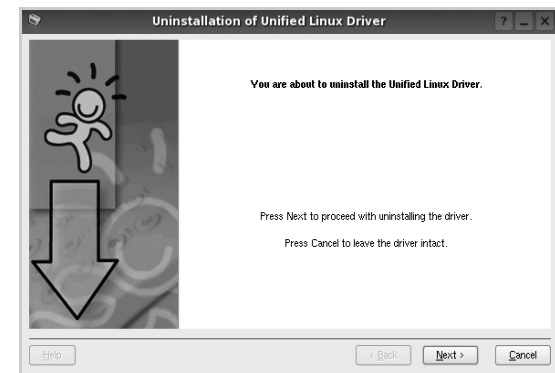 Uninstallation of Unified Linux Driver
You are about to uninstall the Unified Linux Driver.
Press Next to proceed with uninstalling the driver.
Press Cancel to leave the driver intact.
Help
< Back
Next >
Cancel